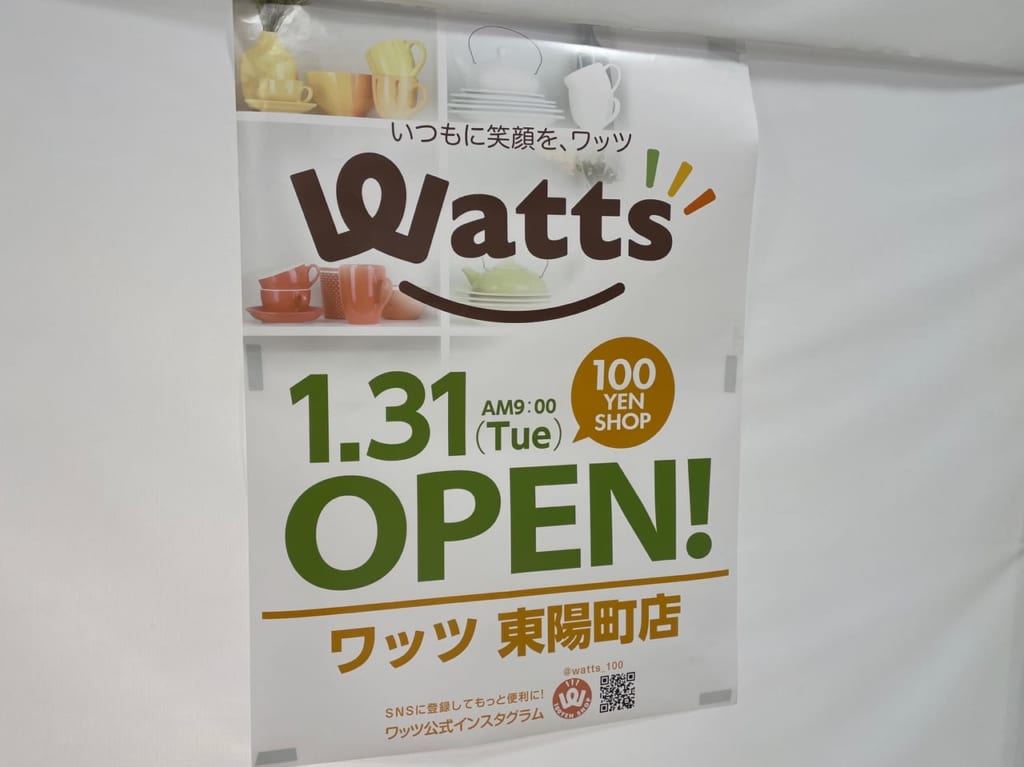 いつもに笑顔を、ワッツ
Watts
1.31
AM9:00
(Tue)
100
YEN
SHOP
OPEN!
ワッツ 東陽町店
@watts_100
SNSに登録してもっと便利に!
ワッツ公式インスタグラム